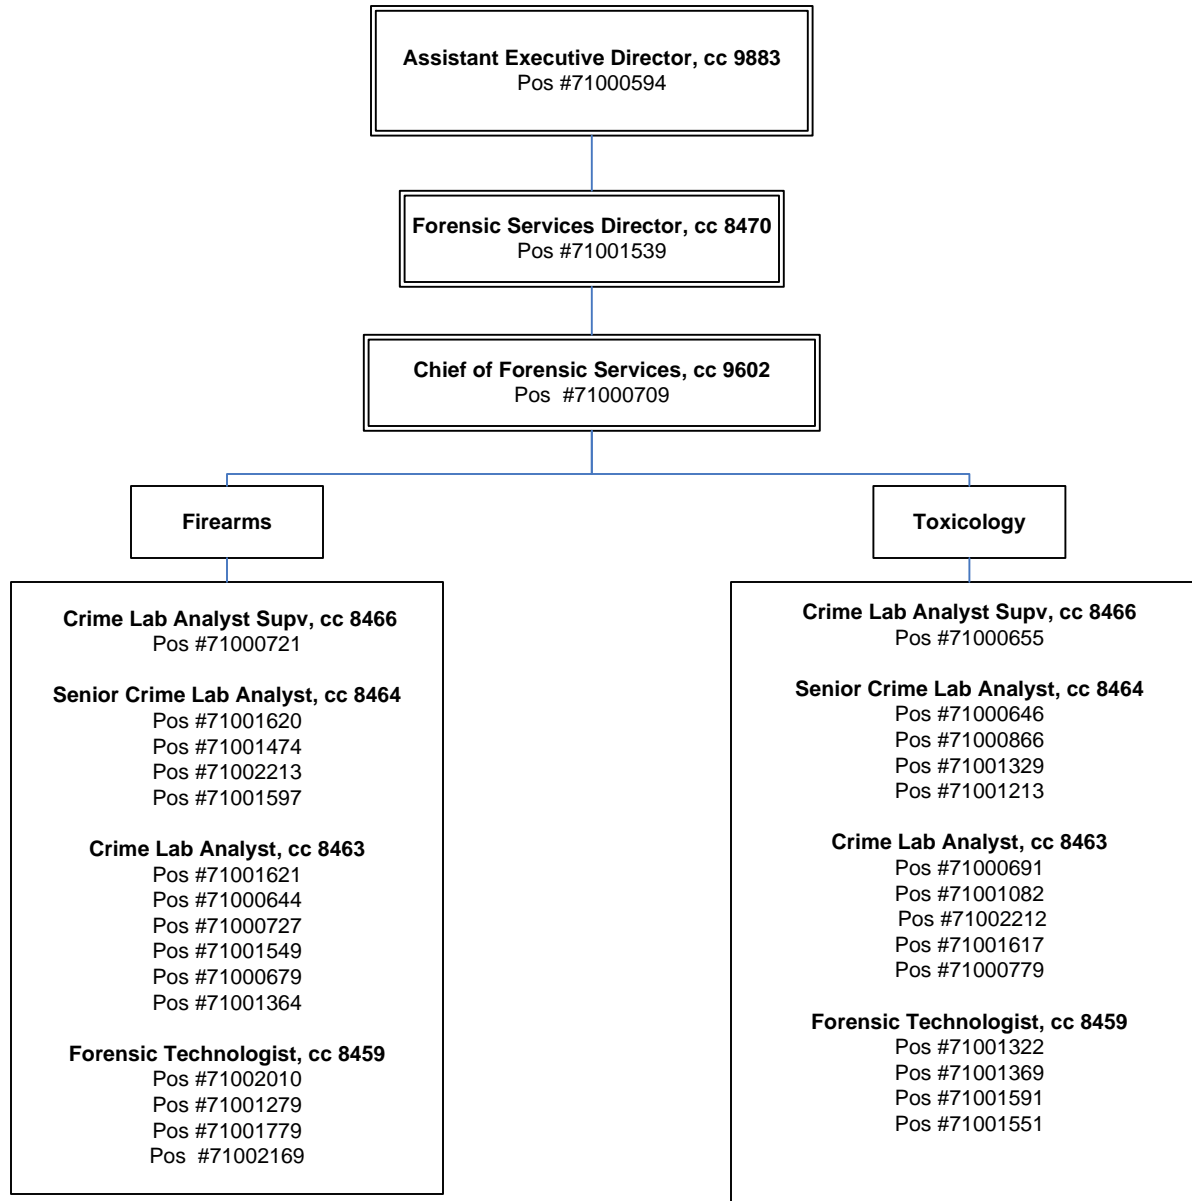 Assistant Executive Director, cc 9883
Pos #71000594
Forensic Services Director, cc 8470
Pos #71001539
Chief of Forensic Services, cc 9602
Pos  #71000709
Firearms
Crime Lab Analyst Supv, cc 8466
Pos #71000721
Senior Crime Lab Analyst, cc 8464
Pos #71001620
Pos #71001474
Pos #71002213
Pos #71001597
Crime Lab Analyst, cc 8463
Pos #71001621
Pos #71000644
Pos #71000727
Pos #71001549
Pos #71000679
Pos #71001364
Forensic Technologist, cc 8459
Pos #71002010
Pos #71001279
Pos #71001779
Pos  #71002169
Toxicology
Crime Lab Analyst Supv, cc 8466
Pos #71000655
Senior Crime Lab Analyst, cc 8464
Pos #71000646
Pos #71000866
Pos #71001329
Pos #71001213
Crime Lab Analyst, cc 8463
Pos #71000691
Pos #71001082
Pos #71002212
Pos #71001617
Pos #71000779
Forensic Technologist, cc 8459
Pos #71001322
Pos #71001369
Pos #71001591
Pos #71001551